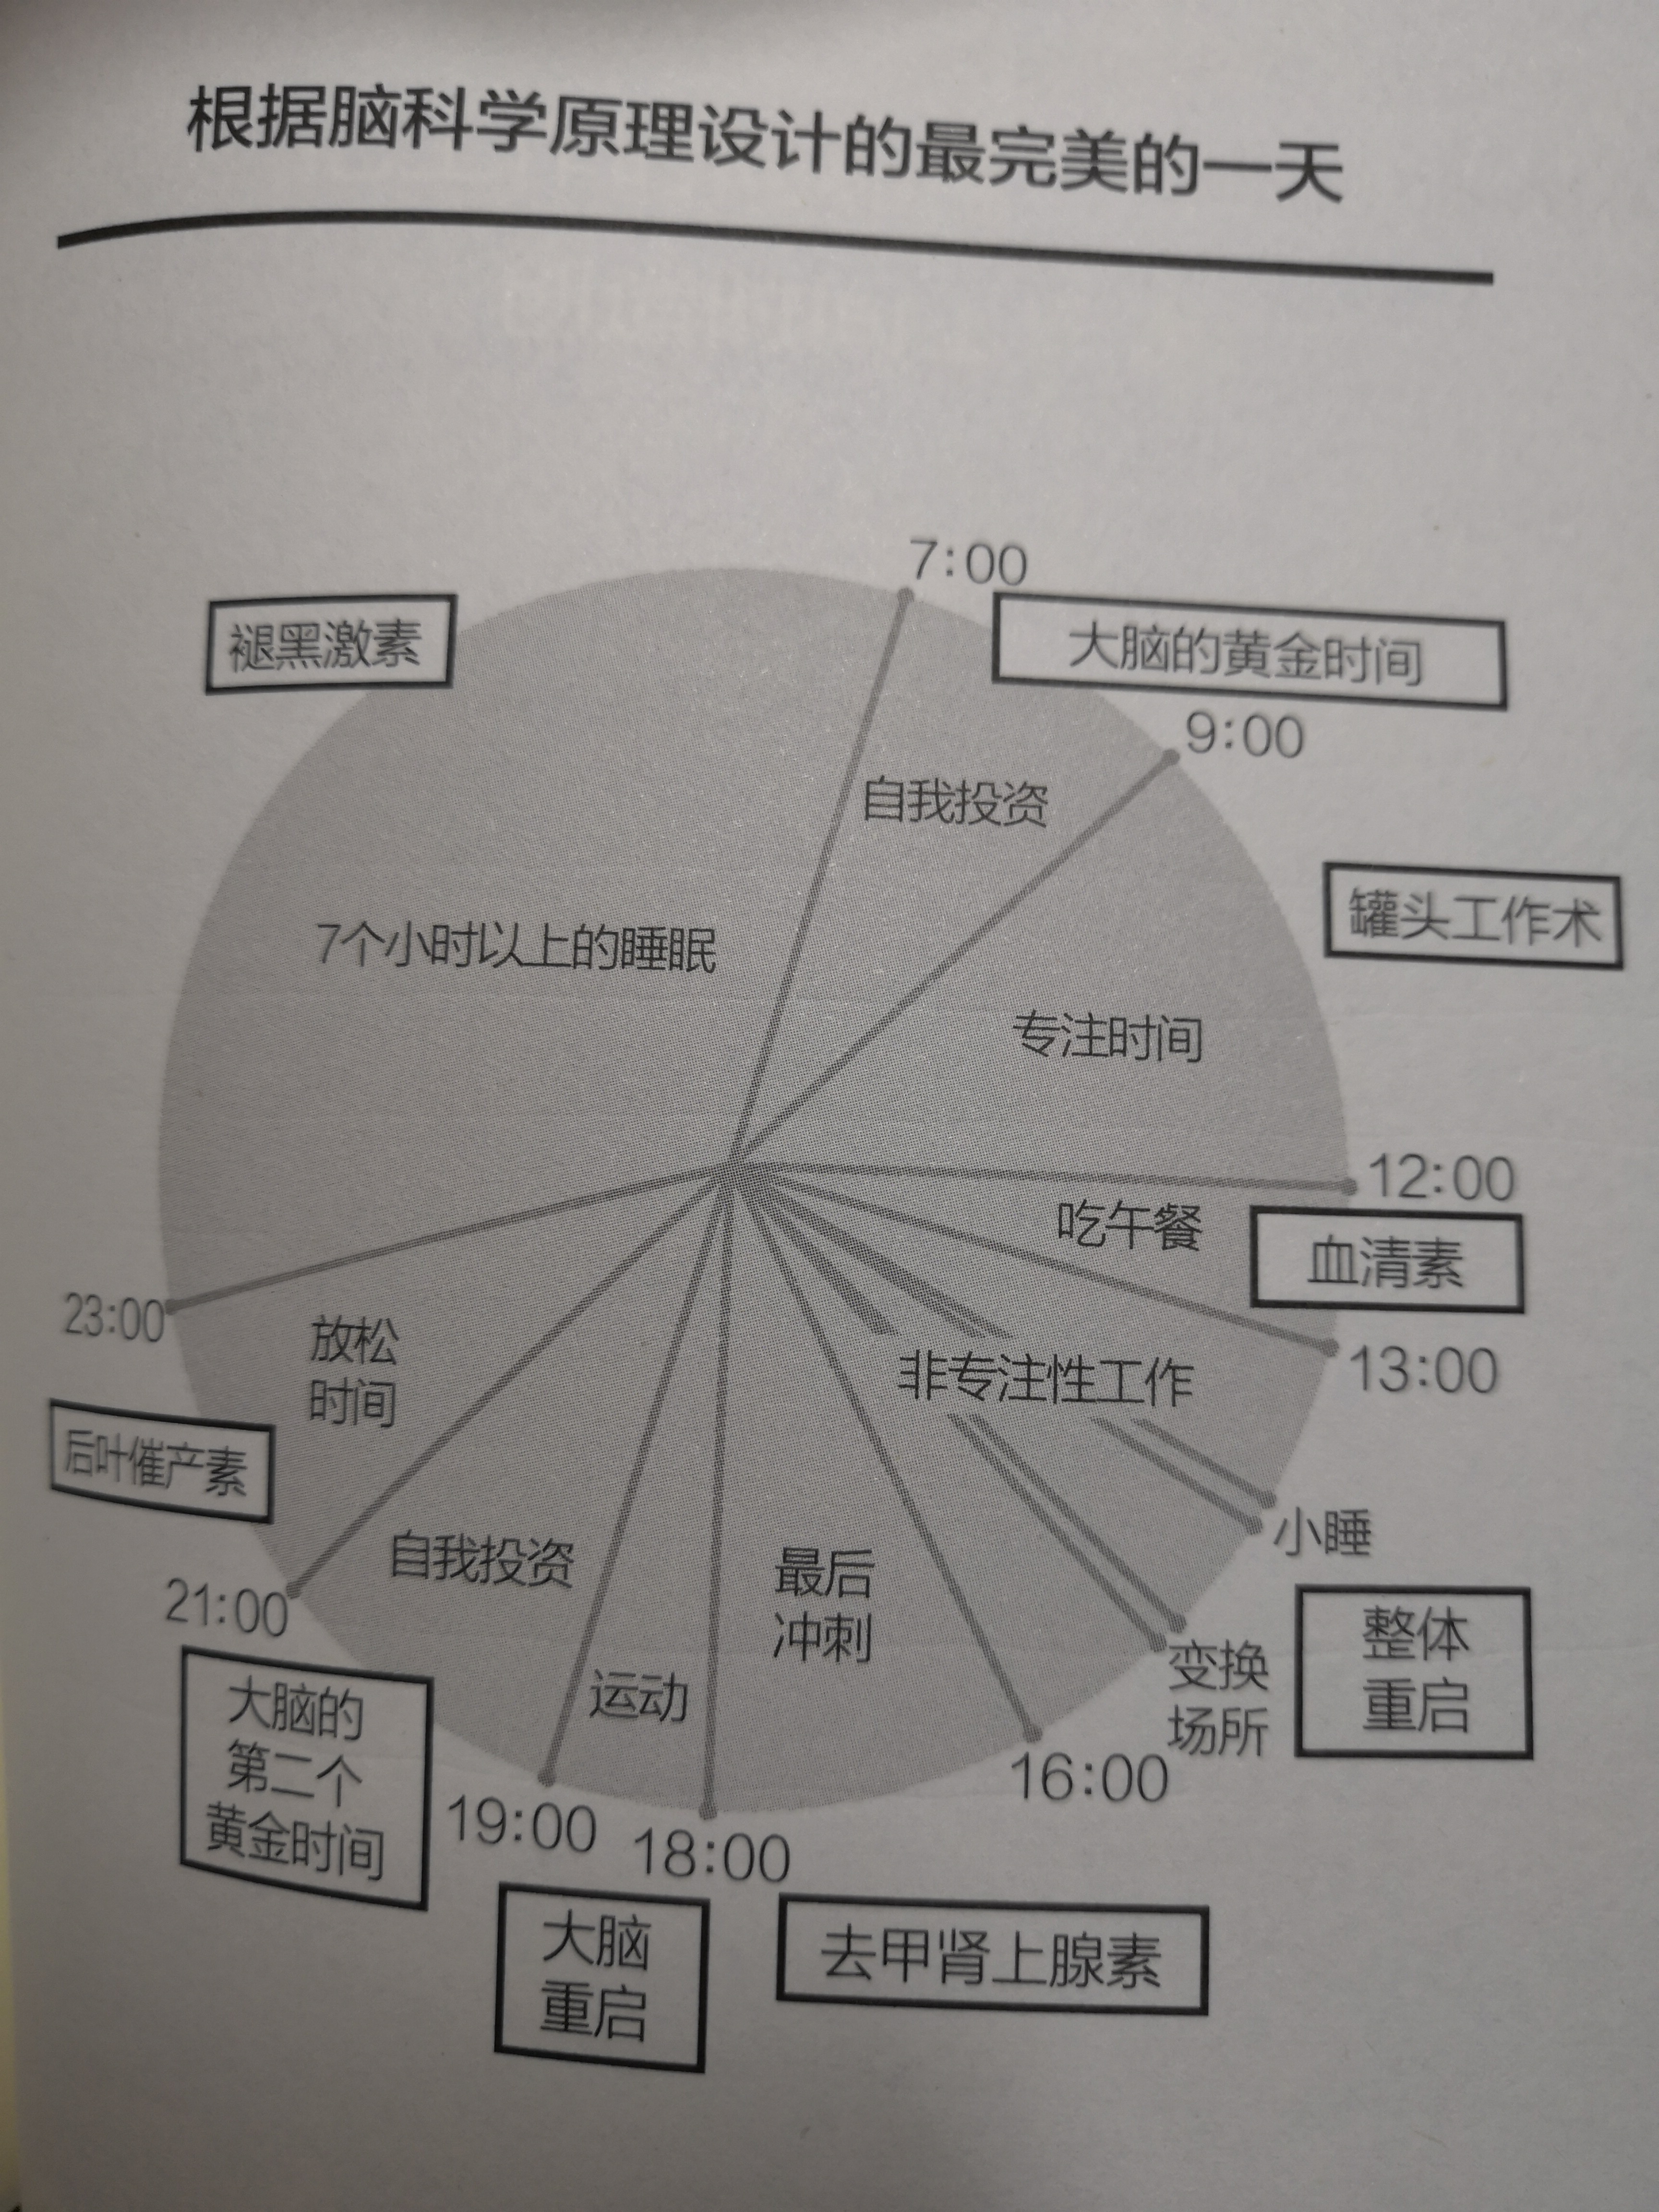 根据脑科学原理设计的最完美的一天
7:00
褪黑激素
大脑的黄金时间
9:00
自我投资
罐头工作术
7个小时以上的睡眠
专注时间
12:00
吃午餐
血清素
23:00
放松
时间
13:00
非专注性工作
后叶催产素
小睡
自我投资
最后
冲刺
21:00
整体
重启
变换
场所
运动
大脑的
第二个
黄金时间
16:00
19:00
18:00
大脑
重启
去甲肾上腺素